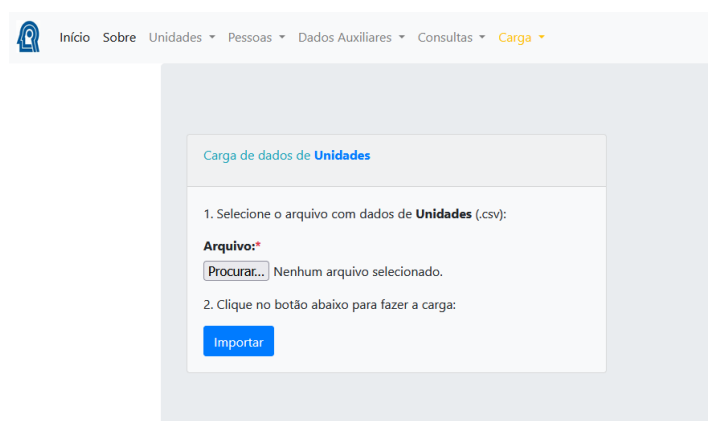 Início Sobre Unidades Pessoas Dados Auxiliares Consultas Carga
Carga de dados de Unidades
1. Selecione o arquivo com dados de Unidades (.csv):
Arquivo:*
Procurar... Nenhum arquivo selecionado.
2. Clique no botão abaixo para fazer a carga:
Importar